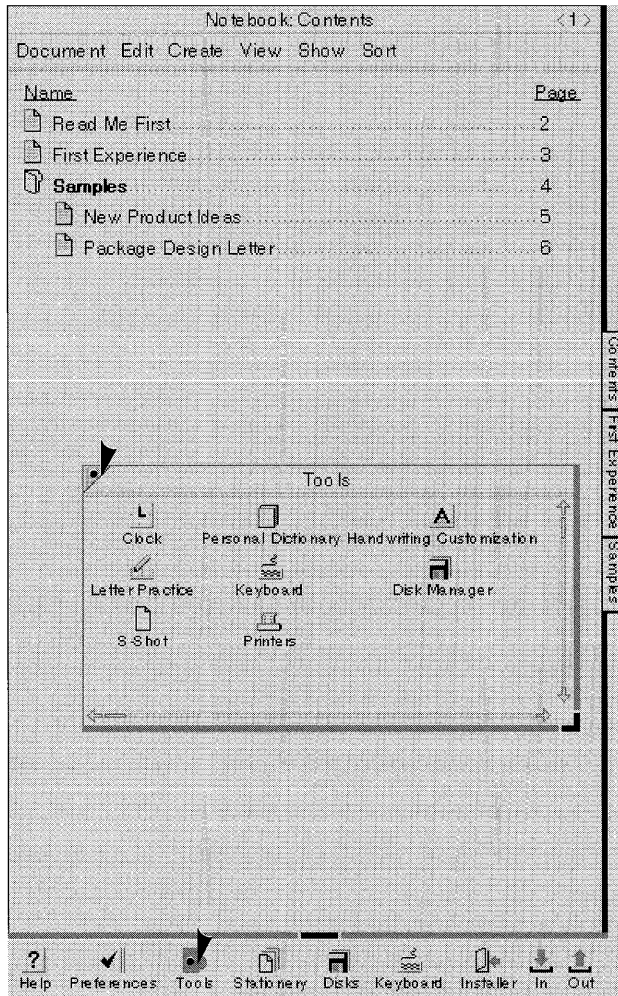 Notebook: Contents <1>
Document Edit Create View Show Sort
Name Page
Read Me First 2
First Experience 3
Samples 4
New Product Ideas 5
Package Design Letter 6
Contents
First Experience
Samples
Tools
Clock Personal Dictionary Handwriting Customization
Letter Practice Keyboard Disk Manager
S-Shot Printers
Help Preferences Tools Stationery Disks Keyboard Installer In Out